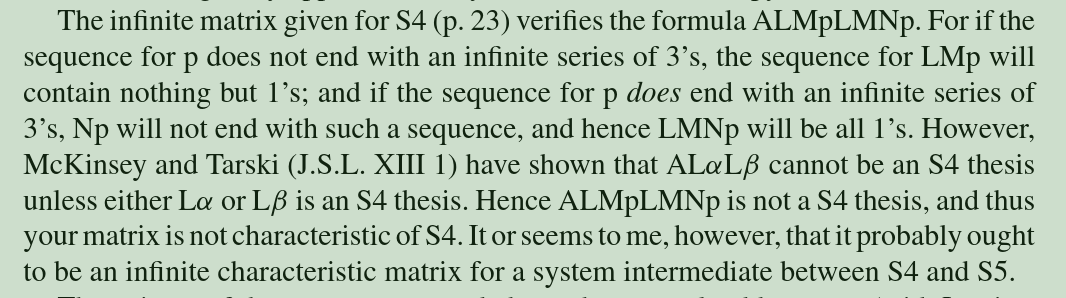 The infinite matrix given for S4 (p. 23) verifies the formula ALMpLMNp. For if the
sequence for p does not end with an infinite series of 3’s, the sequence for LMp will
contain nothing but 1’s; and if the sequence for p does end with an infinite series of
3’s, Np will not end with such a sequence, and hence LMNp will be all 1’s. However,
McKinsey and Tarski (J.S.L. XIII 1) have shown that ALαLβ cannot be an S4 thesis
unless either Lα or Lβ is an S4 thesis. Hence ALMpLMNp is not a S4 thesis, and thus
your matrix is not characteristic of S4. It or seems to me, however, that it probably ought
to be an infinite characteristic matrix for a system intermediate between S4 and S5.